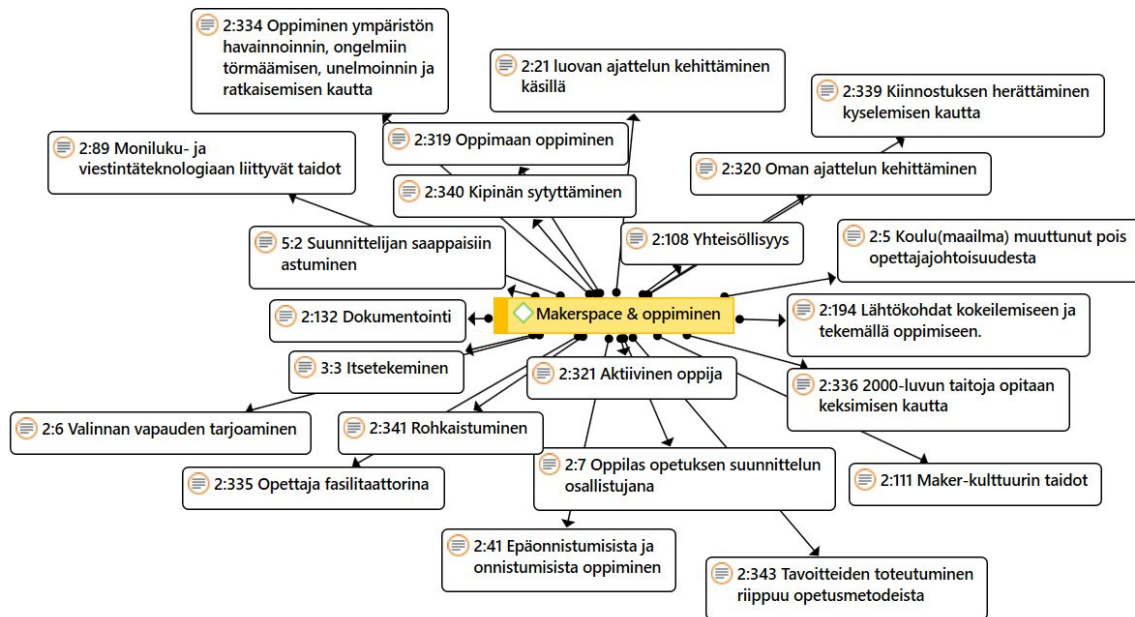 2:334 Oppiminen ympäristön
havainnoinnin, ongelmiin
törmäämisen, unelmoinnin ja
ratkaisemisen kautta
2:21 luovan ajattelun kehittäminen
käsillä
2:339 Kiinnostuksen herättäminen
kyselemisen kautta
2:89 Moniluku- ja
viestintäteknologiaan liittyvät taidot
2:319 Oppimaan oppiminen
2:320 Oman ajattelun kehittäminen
2:340 Kipinän sytyttäminen
5:2 Suunnittelijan saappaisiin
astuminen
2:108 Yhteisöllisyys
2:5 Koulu(maailma) muuttunut pois
opettajajohtoisuudesta
2:132 Dokumentointi
Makerspace & oppiminen
2:194 Lähtökohdat kokeilemiseen ja
tekemällä oppimiseen.
3:3 Itsetekeminen
2:321 Aktiivinen oppija
2:336 2000-luvun taitoja opitaan
keksimisen kautta
2:6 Valinnan vapauden tarjoaminen
2:341 Rohkaistuminen
2:335 Opettaja fasilitaattorina
2:7 Oppilas opetuksen suunnittelun
osallistujana
2:111 Maker-kulttuurin taidot
2:41 Epäonnistumisista ja
onnistumisista oppiminen
2:343 Tavoitteiden toteutuminen
riippuu opetusmetodeista